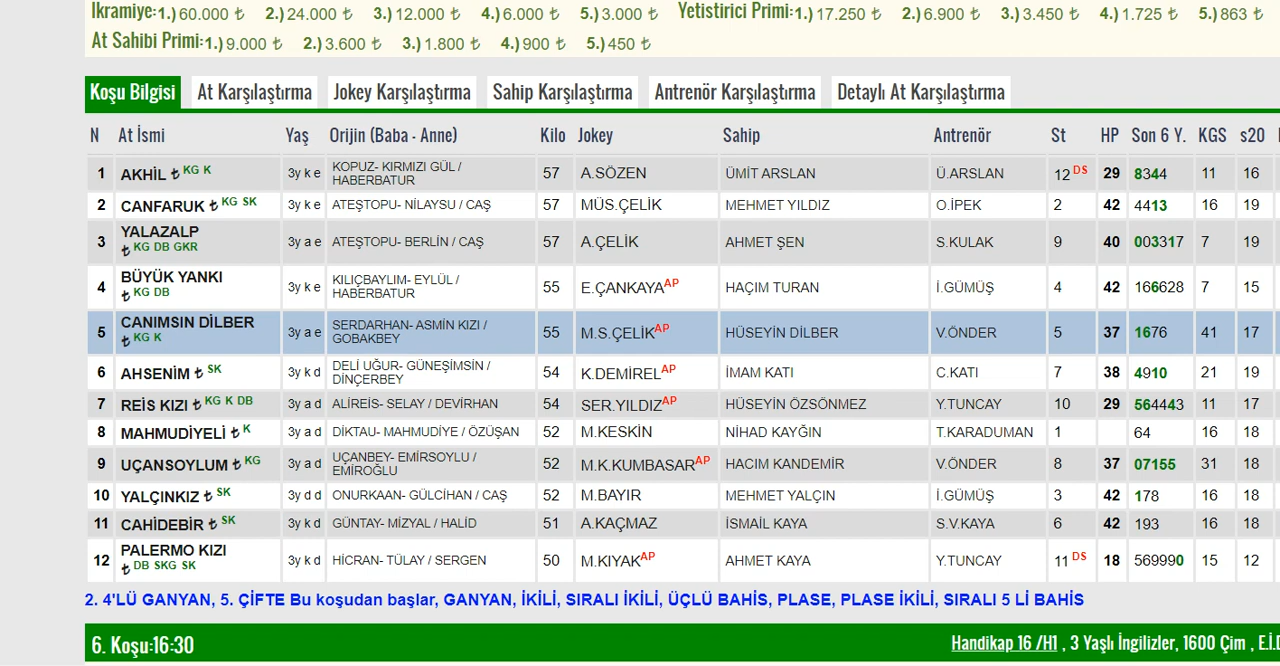 İkramiye:1.) 60.000 ₺ 2.) 24.000 ₺ 3.) 12.000 ₺ 4.) 6.000 ₺ 5.) 3.000 ₺ Yetistirici Primi:1.) 17.250 ₺ 2.) 6.900 ₺ 3.) 3.450 ₺ 4.) 1.725 ₺ 5.) 863 ₺
At Sahibi Primi:1.) 9.000 ₺ 2.) 3.600 ₺ 3.) 1.800 ₺ 4.) 900 ₺ 5.) 450 ₺
Koşu Bilgisi At Karşılaştırma Jokey Karşılaştırma Sahip Karşılaştırma Antrenör Karşılaştırma Detaylı At Karşılaştırma
N At İsmi Yaş Orijin (Baba - Anne) Kilo Jokey Sahip Antrenör St HP Son 6 Y. KGS s20
1 AKHİL ₺ KG K 3y k e KOPUZ- KIRMIZI GÜL / HABERBATUR 57 A.SÖZEN ÜMİT ARSLAN Ü.ARSLAN 12 DS 29 8344 11 16
2 CANFARUK ₺ KG SK 3y k e ATEŞTOPU- NİLAYSU / CAŞ 57 MÜS.ÇELİK MEHMET YILDIZ O.İPEK 2 42 4413 16 19
3 YALAZALP ₺ KG DB GKR 3y a e ATEŞTOPU- BERLİN / CAŞ 57 A.ÇELİK AHMET ŞEN S.KULAK 9 40 003317 7 19
4 BÜYÜK YANKI ₺ KG DB 3y k e KILIÇBAYLIM- EYLÜL / HABERBATUR 55 E.ÇANKAYA AP HAÇIM TURAN İ.GÜMÜŞ 4 42 166628 7 15
5 CANIMSIN DİLBER ₺ KG K 3y a e SERDARHAN- ASMİN KIZI / GOBAKBEY 55 M.S.ÇELİK AP HÜSEYİN DİLBER V.ÖNDER 5 37 1676 41 17
6 AHSENİM ₺ SK 3y k d DELİ UĞUR- GÜNEŞİMSİN / DİNÇERBEY 54 K.DEMİREL AP İMAM KATI C.KATI 7 38 4910 21 19
7 REİS KIZI ₺ KG K DB 3y a d ALİREİS- SELAY / DEVİRHAN 54 SER.YILDIZ AP HÜSEYİN ÖZSÖNMEZ Y.TUNCAY 10 29 564443 11 17
8 MAHMUDİYELİ ₺ K 3y a d DİKTAU- MAHMUDİYE / ÖZÜŞAN 52 M.KESKİN NİHAD KAYĞIN T.KARADUMAN 1 64 16 18
9 UÇANSOYLUM ₺ KG 3y a d UÇANBEY- EMİRSOYLU / EMİROĞLU 52 M.K.KUMBASAR AP HACIM KANDEMİR V.ÖNDER 8 37 07155 31 18
10 YALÇINKIZ ₺ SK 3y d d ONURKAAN- GÜLCİHAN / CAŞ 52 M.BAYIR MEHMET YALÇIN İ.GÜMÜŞ 3 42 178 16 18
11 CAHİDEBİR ₺ SK 3y k d GÜNTAY- MİZYAL / HALİD 51 A.KAÇMAZ İSMAİL KAYA S.V.KAYA 6 42 193 16 18
12 PALERMO KIZI ₺ DB SKG SK 3y k d HİCRAN- TÜLAY / SERGEN 50 M.KIYAK AP AHMET KAYA Y.TUNCAY 11 DS 18 569990 15 12
2. 4'LÜ GANYAN, 5. ÇİFTE Bu koşudan başlar, GANYAN, İKİLİ, SIRALI İKİLİ, ÜÇLÜ BAHİS, PLASE, PLASE İKİLİ, SIRALI 5 Lİ BAHİS
6. Koşu:16:30 Handikap 16 /H1 , 3 Yaşlı İngilizler, 1600 Çim ,